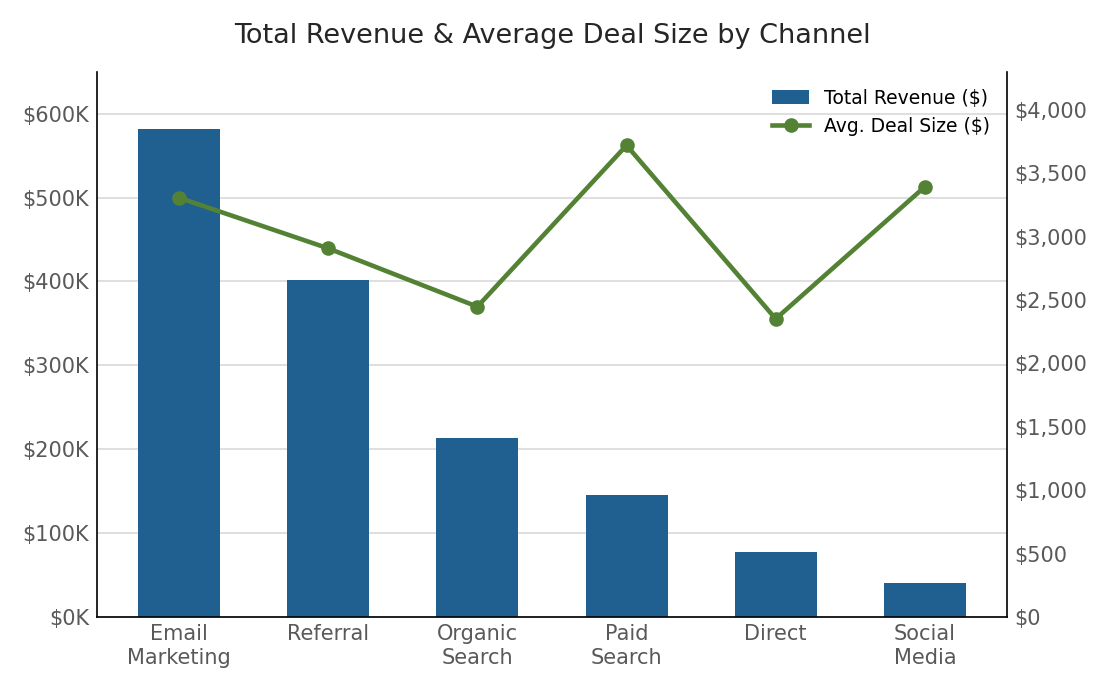 Total Revenue & Average Deal Size by Channel
Total Revenue ($)
Avg. Deal Size ($)
$600K
$500K
$400K
$300K
$200K
$100K
$0K
$4,000
$3,500
$3,000
$2,500
$2,000
$1,500
$1,000
$500
$0
Email
Marketing
Referral
Organic
Search
Paid
Search
Direct
Social
Media